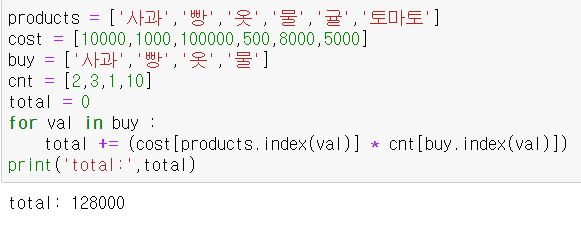 products = ['사과','빵','옷','물','귤','토마토']
cost = [10000,1000,100000,500,8000,5000]
buy = ['사과','빵','옷','물']
cnt = [2,3,1,10]
total = 0
for val in buy :
    total += (cost[products.index(val)] * cnt[buy.index(val)])
print('total:',total)
total: 128000